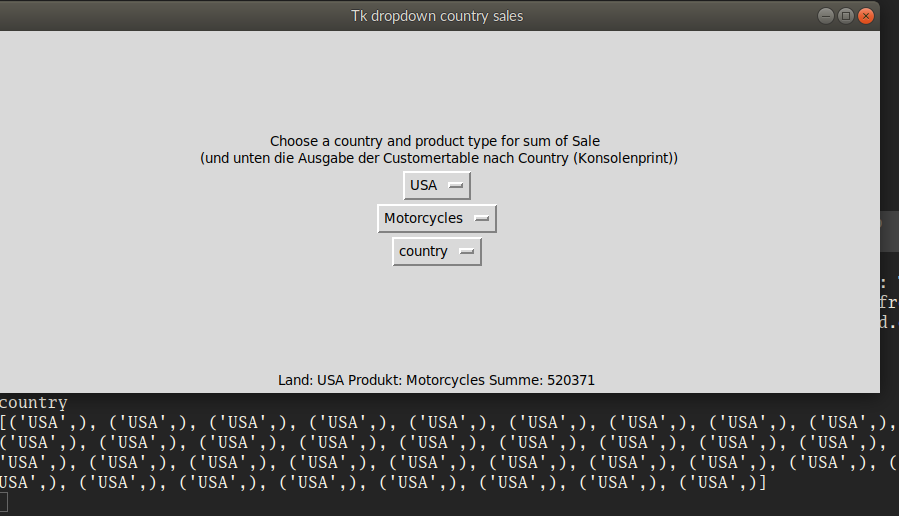 Tk dropdown country sales
Choose a country and product type for sum of Sale
(und unten die Ausgabe der Customertable nach Country (Konsolenprint))
USA
Motorcycles
country
: '
fr
d.
Land: USA Produkt: Motorcycles Summe: 520371
country
[('USA',), ('USA',), ('USA',), ('USA',), ('USA',), ('USA',), ('USA',), ('USA',), ('USA',),
('USA',), ('USA',), ('USA',), ('USA',), ('USA',), ('USA',), ('USA',), ('USA',), ('USA',),
'USA',), ('USA',), ('USA',), ('USA',), ('USA',), ('USA',), ('USA',), ('USA',), ('USA',), (
USA',), ('USA',), ('USA',), ('USA',), ('USA',), ('USA',), ('USA',), ('USA',)]